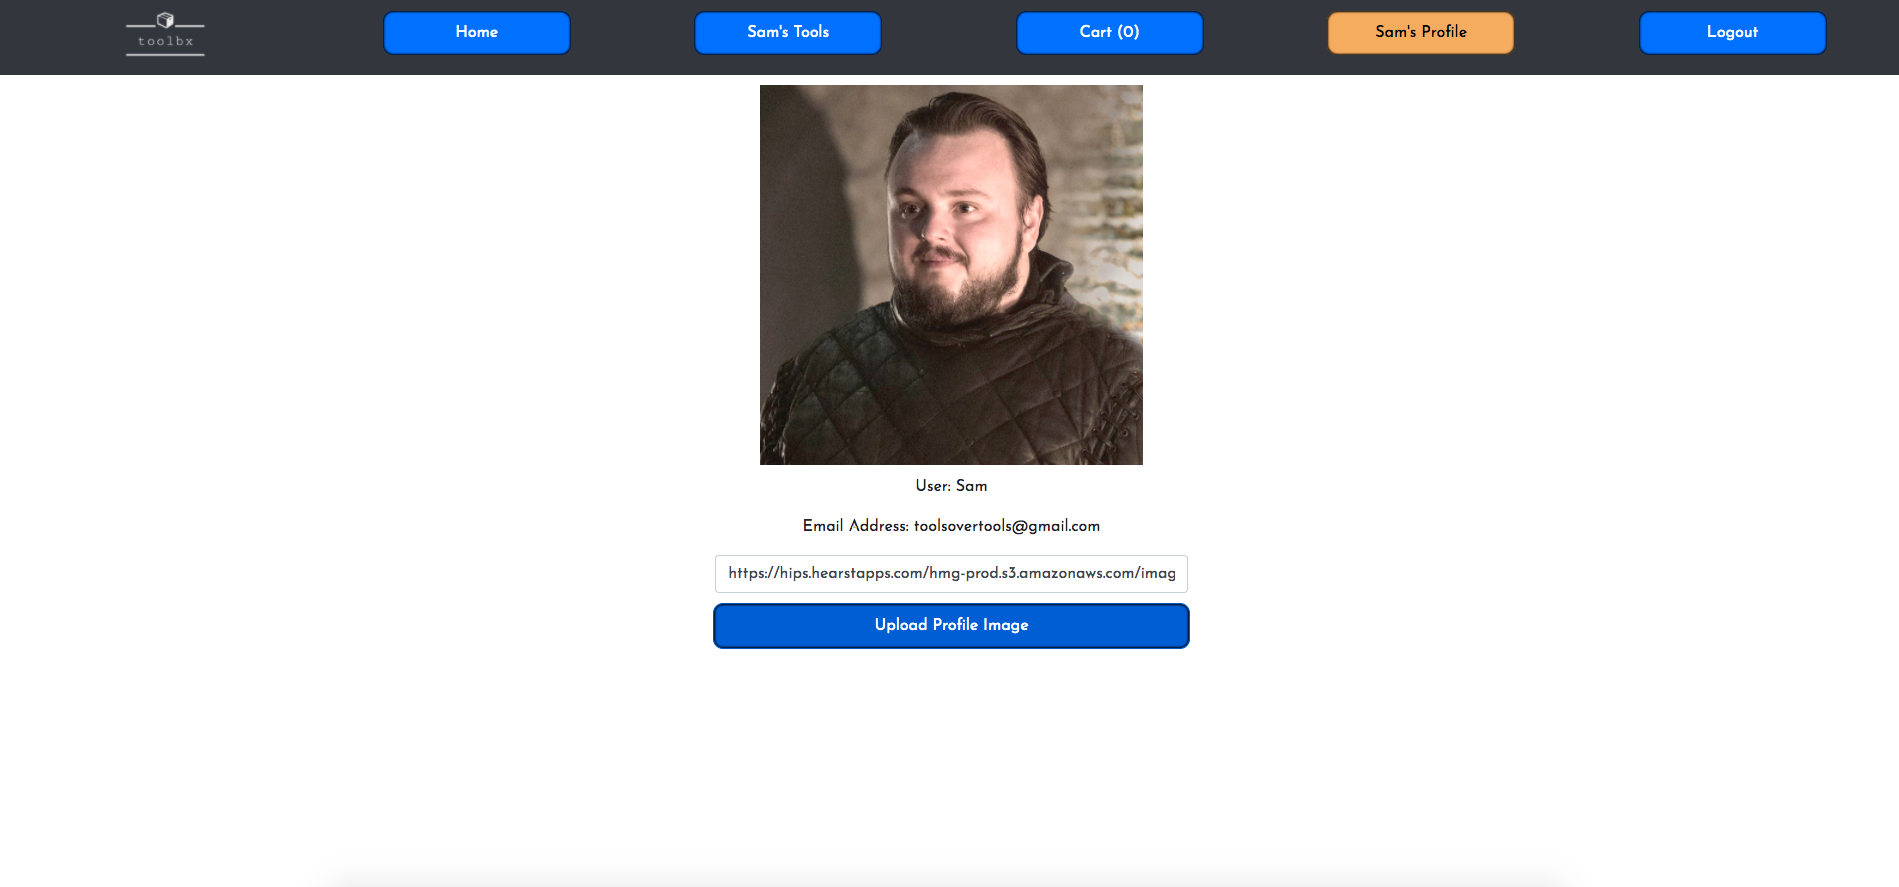 toolbx
Home
Sam's Tools
Cart (0)
Sam's Profile
Logout
User: Sam
Email Address: toolsovertools@gmail.com
https://hips.hearstapps.com/hmg-prod.s3.amazonaws.com/imag
Upload Profile Image